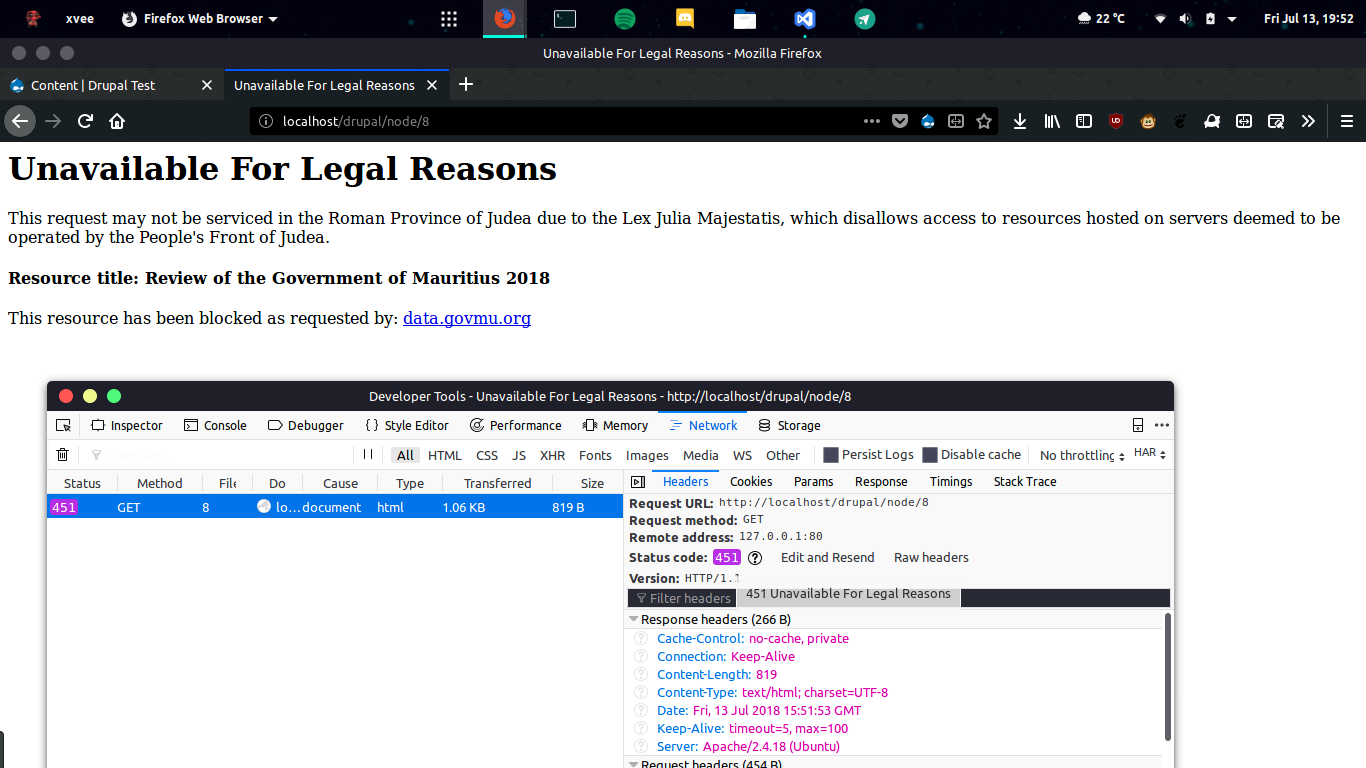 xvee Firefox Web Browser 22 °C Fri Jul 13, 19:52
Unavailable For Legal Reasons - Mozilla Firefox
Content | Drupal Test Unavailable For Legal Reasons
localhost/drupal/node/8
Unavailable For Legal Reasons
This request may not be serviced in the Roman Province of Judea due to the Lex Julia Majestatis, which disallows access to resources hosted on servers deemed to be
operated by the People's Front of Judea.
Resource title: Review of the Government of Mauritius 2018
This resource has been blocked as requested by: data.govmu.org
Developer Tools - Unavailable For Legal Reasons - http://localhost/drupal/node/8
Inspector Console Debugger Style Editor Performance Memory Network Storage
All HTML CSS JS XHR Fonts Images Media WS Other Persist Logs Disable cache No throttling HAR
Status Method File Do Cause Type Transferred Size
451 GET 8 lo… document html 1.06 KB 819 B
Headers Cookies Params Response Timings Stack Trace
Request URL: http://localhost/drupal/node/8
Request method: GET
Remote address: 127.0.0.1:80
Status code: 451 Edit and Resend Raw headers
Version: HTTP/1.1
Filter headers 451 Unavailable For Legal Reasons
Response headers (266 B)
Cache-Control: no-cache, private
Connection: Keep-Alive
Content-Length: 819
Content-Type: text/html; charset=UTF-8
Date: Fri, 13 Jul 2018 15:51:53 GMT
Keep-Alive: timeout=5, max=100
Server: Apache/2.4.18 (Ubuntu)
Request headers (454 B)